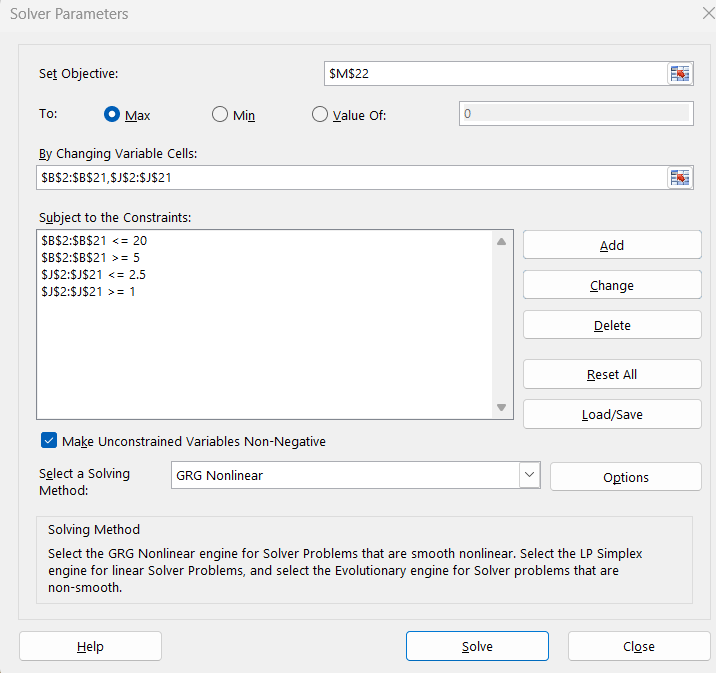 Solver Parameters
Set Objective:
$M$22
To:
Max
Min
Value Of:
0
By Changing Variable Cells:
$B$2:$B$21,$J$2:$J$21
Subject to the Constraints:
$B$2:$B$21 <= 20
$B$2:$B$21 >= 5
$J$2:$J$21 <= 2.5
$J$2:$J$21 >= 1
Add
Change
Delete
Reset All
Load/Save
Make Unconstrained Variables Non-Negative
Select a Solving
Method:
GRG Nonlinear
Options
Solving Method
Select the GRG Nonlinear engine for Solver Problems that are smooth nonlinear. Select the LP Simplex
engine for linear Solver Problems, and select the Evolutionary engine for Solver problems that are
non-smooth.
Help
Solve
Close